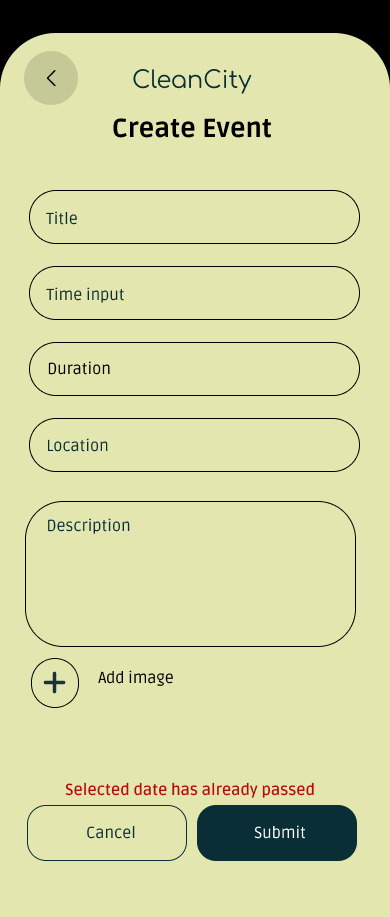 CleanCity
Create Event
Title
Time input
Duration
Location
Description
Add image
Selected date has already passed
Cancel
Submit